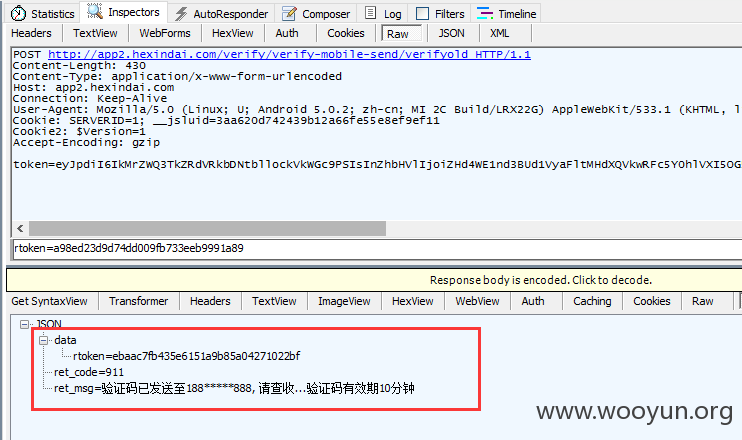 Statistics Inspectors AutoResponder Composer Log Filters Timeline
Headers TextView WebForms HexView Auth Cookies Raw JSON XML
POST http://app2.hexindai.com/verify/verify-mobile-send/verifyold HTTP/1.1
Content-Length: 430
Content-Type: application/x-www-form-urlencoded
Host: app2.hexindai.com
Connection: Keep-Alive
User-Agent: Mozilla/5.0 (Linux; U; Android 5.0.2; zh-cn; MI 2C Build/LRX22G) AppleWebKit/533.1 (KHTML, l
Cookie: SERVERID=1; __jsluid=3aa620d742439b12a66fe55e8ef9ef11
Cookie2: $Version=1
Accept-Encoding: gzip
token=eyJpdiI6IkMrZWQ3TkZRdVRkbDNtbllockVkWGc9PSIsInZhbHVlIjoiZHd4WE1nd3BUd1VyaFltMHdXQVkwRFc5Y0hlVXI5OG
rtoken=a98ed23d9d74dd009fb733eeb9991a89
Response body is encoded. Click to decode.
Get SyntaxView Transformer Headers TextView ImageView HexView WebView Auth Caching Cookies Raw
JSON
data
rtoken=ebaac7fb435e6151a9b85a04271022bf
ret_code=911
ret_msg=验证码已发送至188*****888, 请查收...验证码有效期10分钟
www.wooyun.org